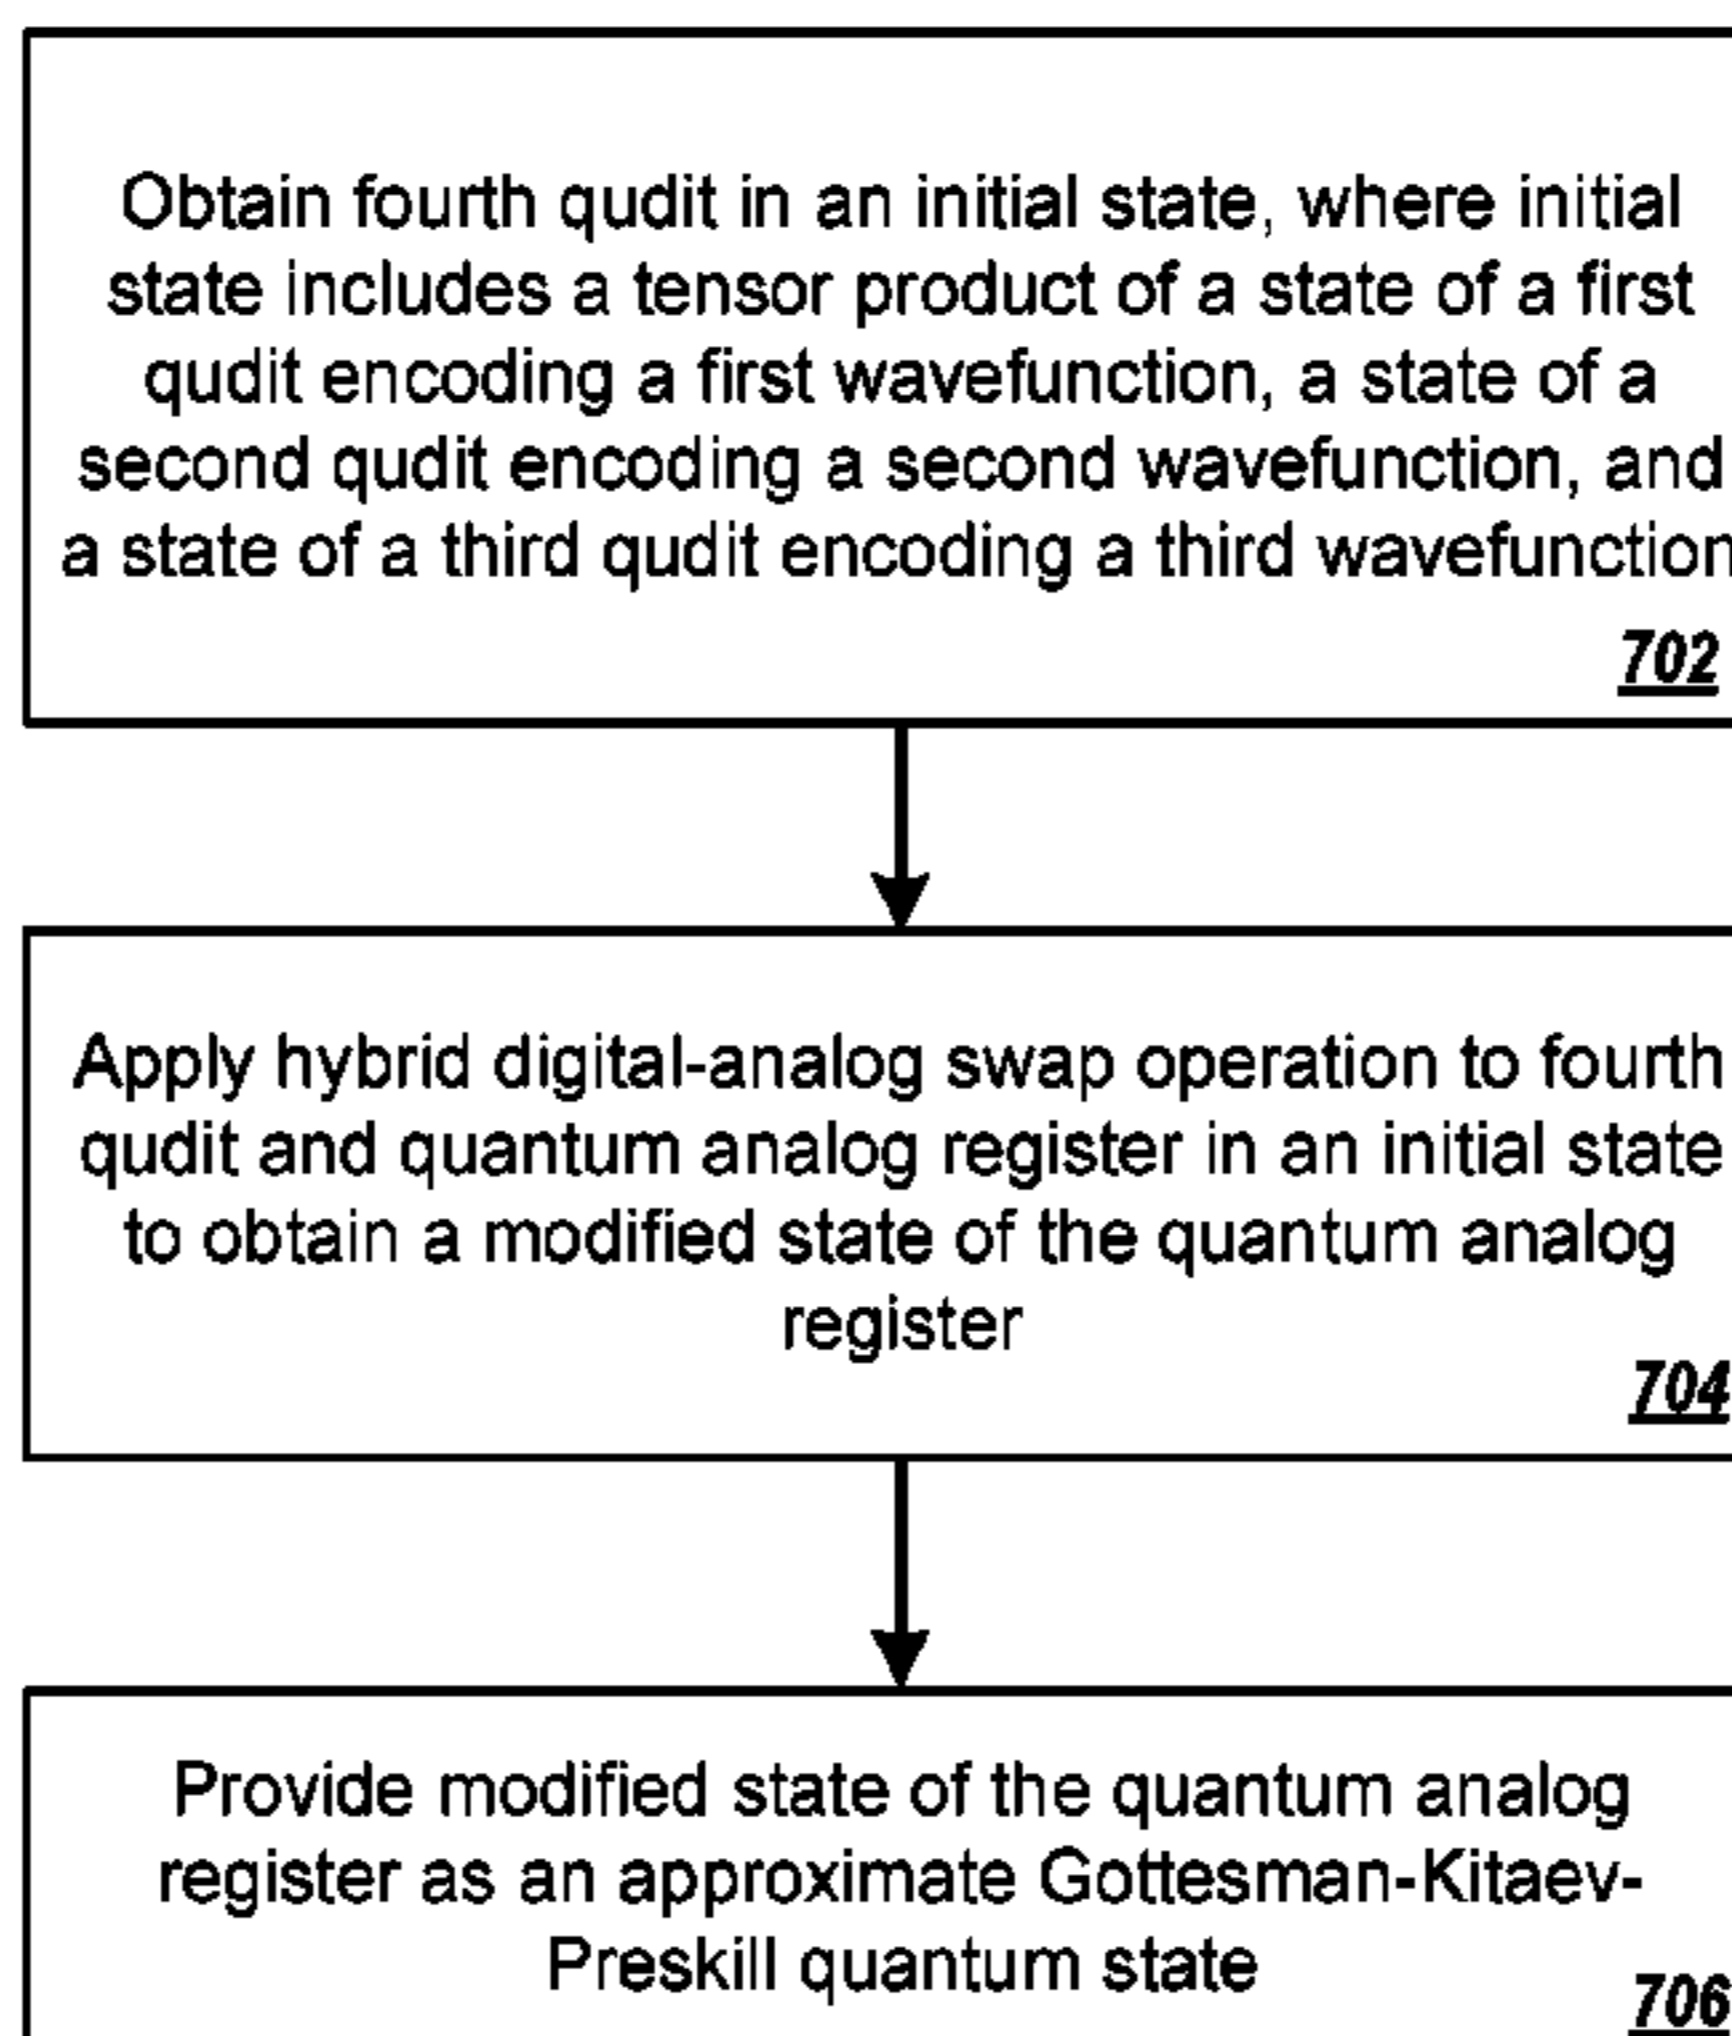 Obtain fourth qudit in an initial state, where initial
state includes a tensor product of a state of a first
qudit encoding a first wavefunction, a state of a
second qudit encoding a second wavefunction, and
a state of a third qudit encoding a third wavefunction
702
Apply hybrid digital-analog swap operation to fourth
qudit and quantum analog register in an initial state
to obtain a modified state of the quantum analog
register
704
Provide modified state of the quantum analog
register as an approximate Gottesman-Kitaev-
Preskill quantum state
706